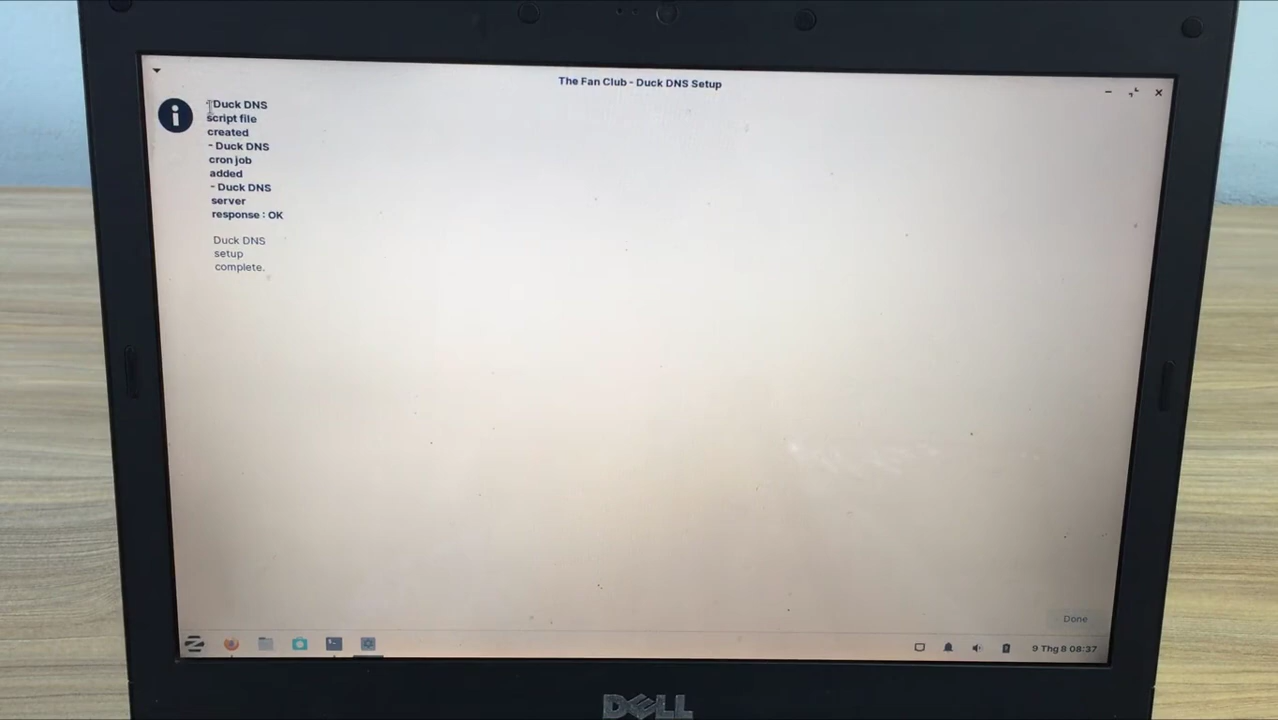 The Fan Club - Duck DNS Setup
Duck DNS
script file
created
- Duck DNS
cron job
added
- Duck DNS
server
response : OK
Duck DNS
setup
complete.
Done
9 Thg 8 08:37
DELL